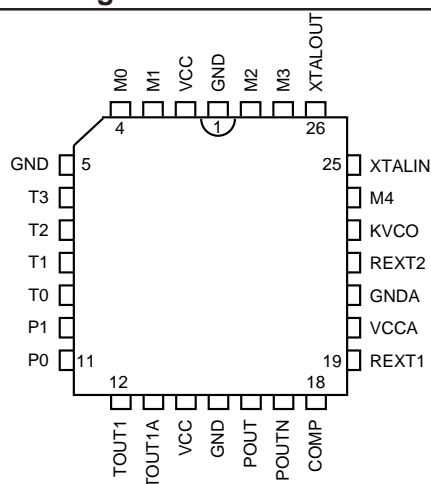 M0 M1 VCC GND M2 M3 XTALOUT
4 1 26
GND 5 25 XTALIN
T3 M4
T2 KVCO
T1 REXT2
T0 GNDA
P1 VCCA
P0 11 19 REXT1
12 18
TOUT1 TOUT1A VCC GND POUT POUTN COMP